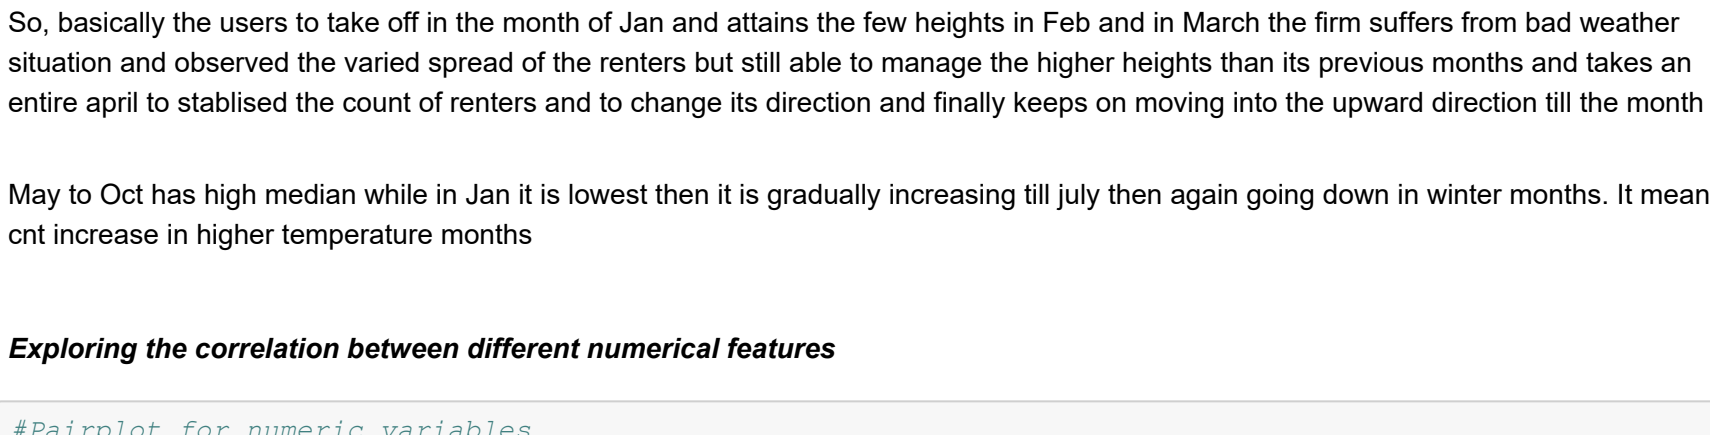 So, basically the users to take off in the month of Jan and attains the few heights in Feb and in March the firm suffers from bad weather
situation and observed the varied spread of the renters but still able to manage the higher heights than its previous months and takes an
entire april to stablised the count of renters and to change its direction and finally keeps on moving into the upward direction till the month
May to Oct has high median while in Jan it is lowest then it is gradually increasing till july then again going down in winter months. It mean
cnt increase in higher temperature months
Exploring the correlation between different numerical features
#Pairplot for numeric variables